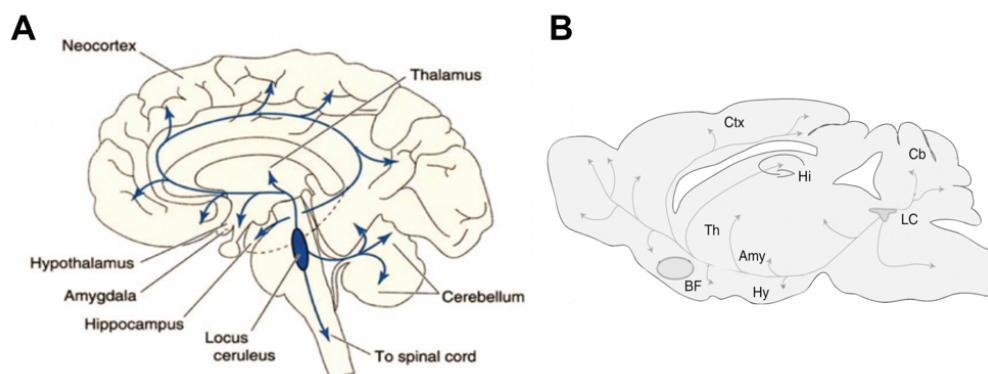 A
Neocortex
Thalamus
Hypothalamus
Amygdala
Hippocampus
Locus
ceruleus
To spinal cord
Cerebellum
B
Ctx
Cb
Hi
LC
Th
Amy
BF
Hy